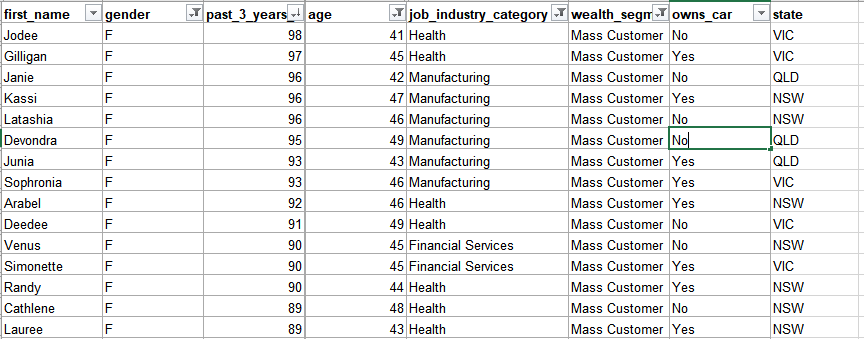 first_name gender past_3_years age job_industry_category wealth_segm owns_car state
Jodee F 98 41 Health Mass Customer No VIC
Gilligan F 97 45 Health Mass Customer Yes VIC
Janie F 96 42 Manufacturing Mass Customer No QLD
Kassi F 96 47 Manufacturing Mass Customer Yes NSW
Latashia F 96 46 Manufacturing Mass Customer No NSW
Devondra F 95 49 Manufacturing Mass Customer No QLD
Junia F 93 43 Manufacturing Mass Customer Yes QLD
Sophronia F 93 46 Manufacturing Mass Customer Yes VIC
Arabel F 92 46 Health Mass Customer Yes NSW
Deedee F 91 49 Health Mass Customer No VIC
Venus F 90 45 Financial Services Mass Customer No NSW
Simonette F 90 45 Financial Services Mass Customer Yes VIC
Randy F 90 44 Health Mass Customer Yes NSW
Cathlene F 89 48 Health Mass Customer No NSW
Lauree F 89 43 Health Mass Customer Yes NSW